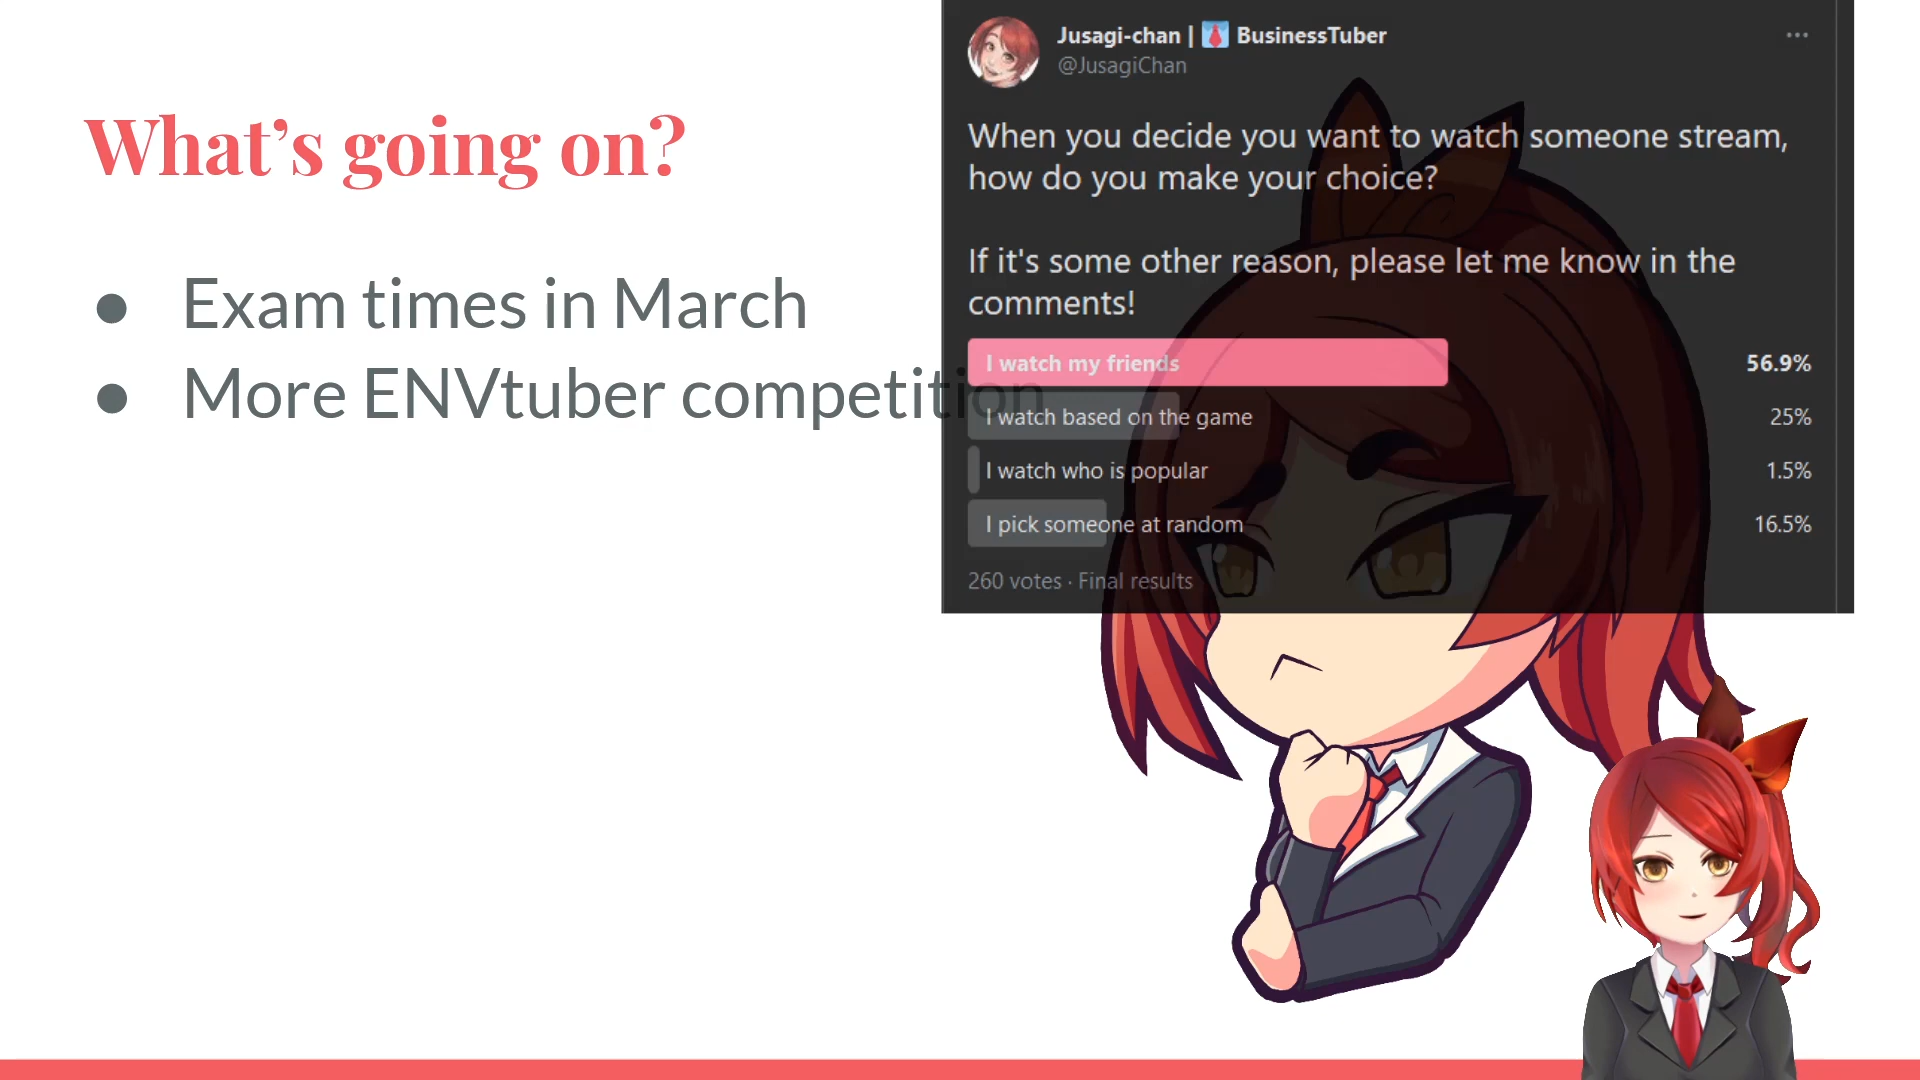 What’s going on?
● Exam times in March
● More ENVtuber competition
Jusagi-chan | 👔 BusinessTuber
@JusagiChan
When you decide you want to watch someone stream,
how do you make your choice?
If it's some other reason, please let me know in the
comments!
I watch my friends 56.9%
I watch based on the game 25%
I watch who is popular 1.5%
I pick someone at random 16.5%
260 votes · Final results